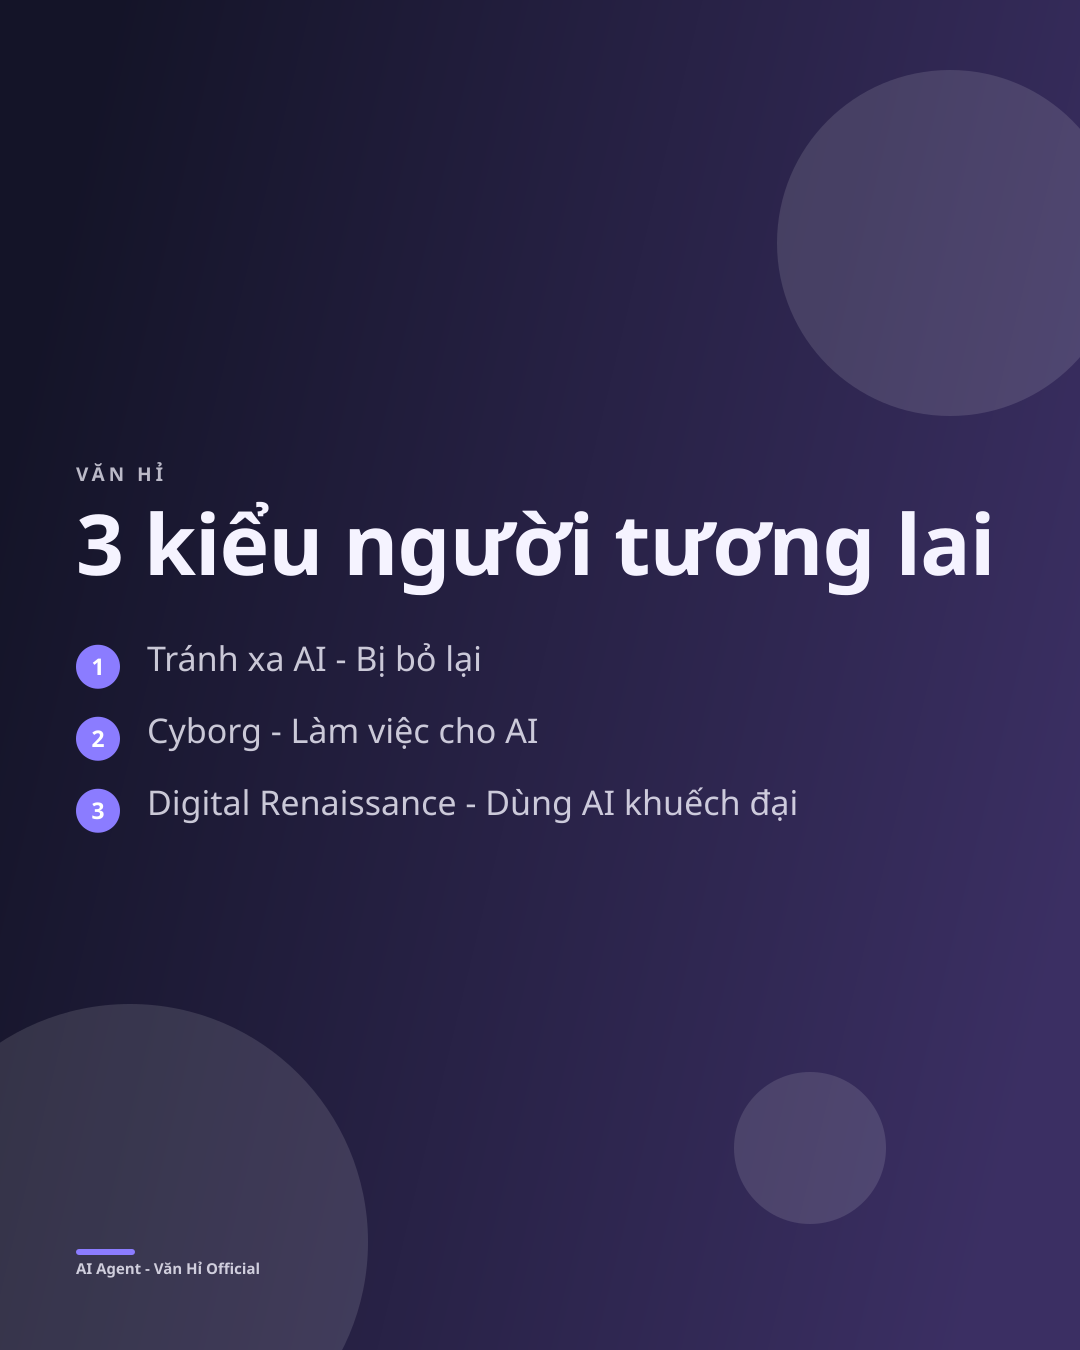 VĂN HỈ
3 kiểu người tương lai
1 Tránh xa AI - Bị bỏ lại
2 Cyborg - Làm việc cho AI
3 Digital Renaissance - Dùng AI khuếch đại
AI Agent - Văn Hỉ Official